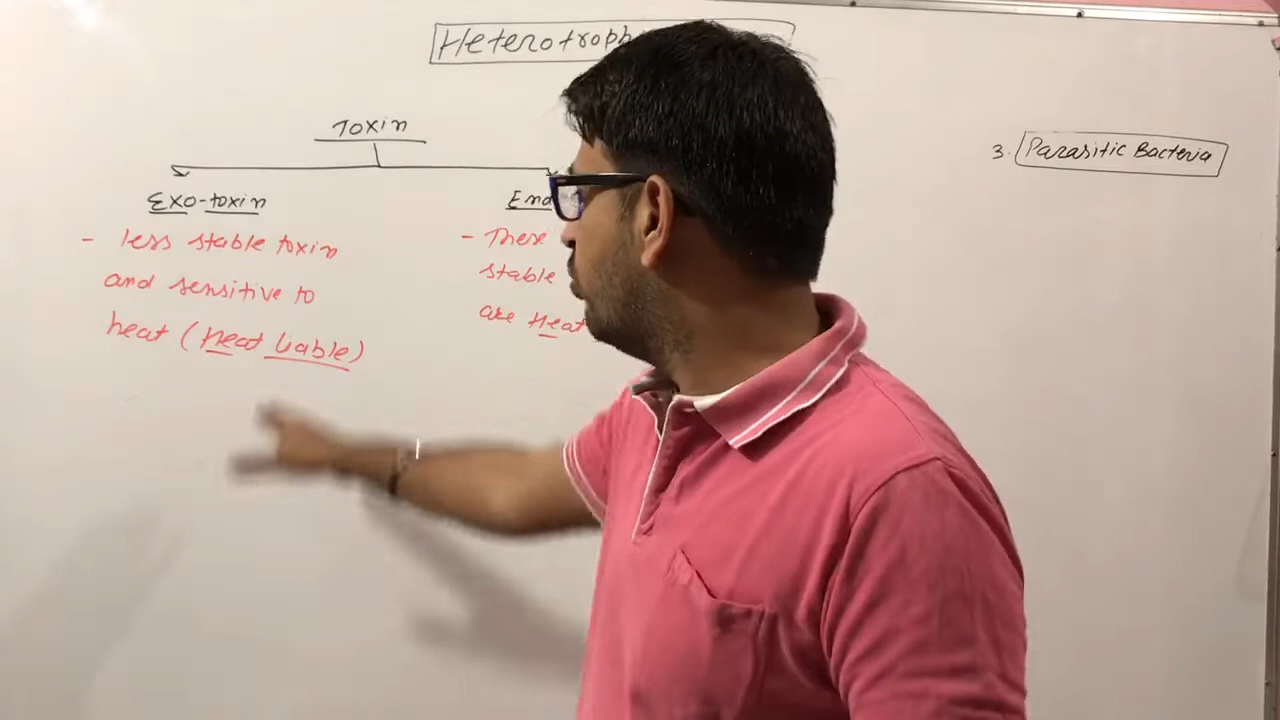 Heterotroph
Toxin
3. Parasitic Bacteria
Exo-toxin
End
- less stable toxin
and sensitive to
heat (Heat liable)
- These
stable
are Heat